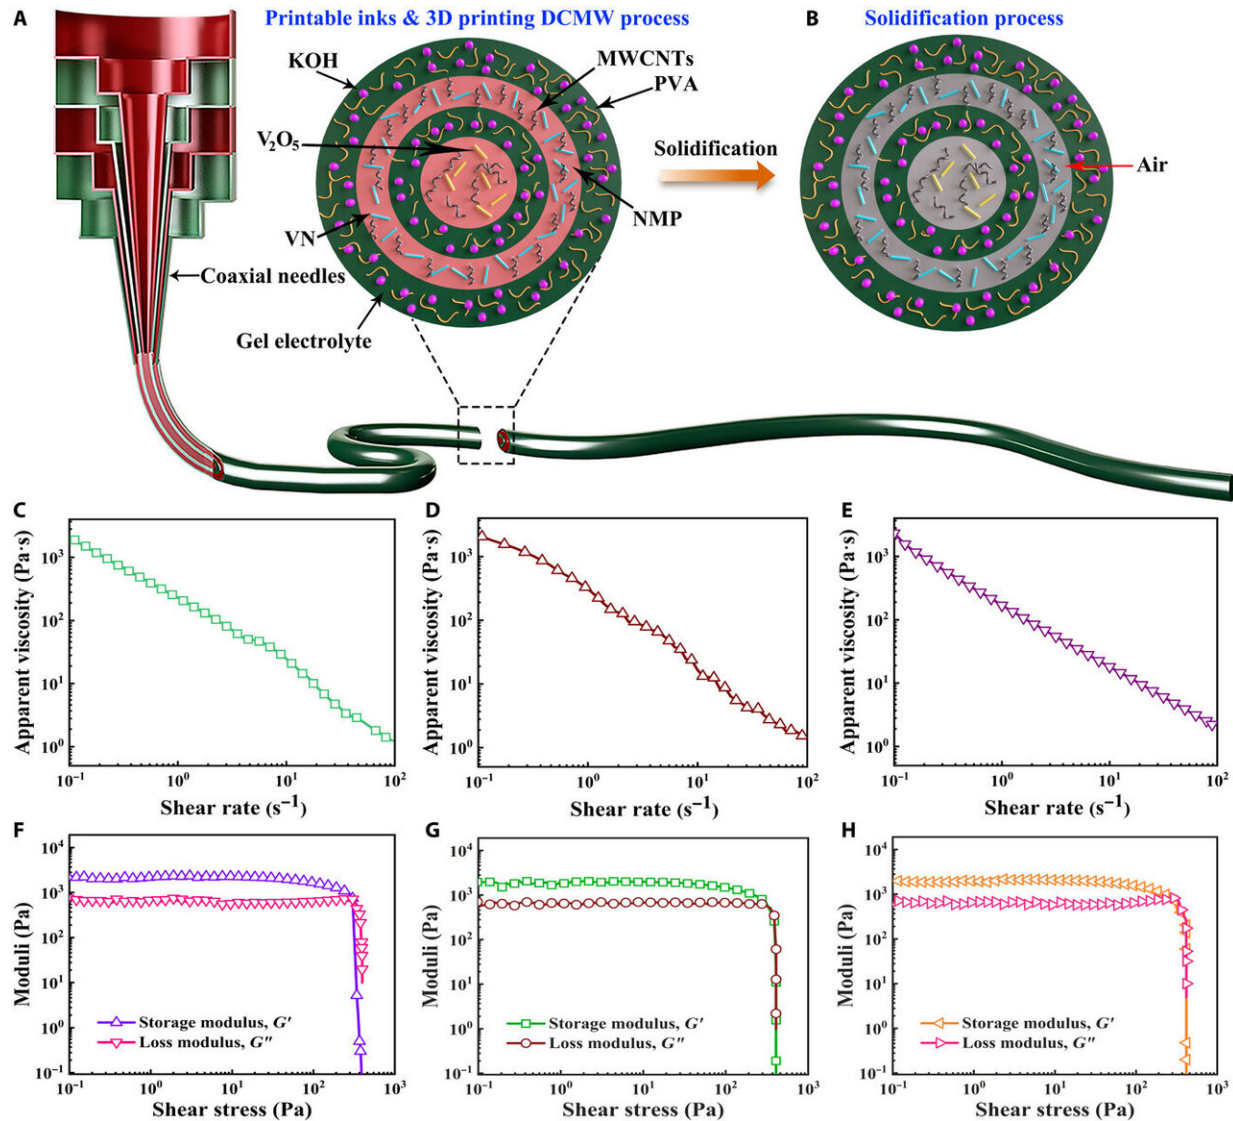 A
Printable inks & 3D printing DCMW process
B
Solidification process
KOH
MWCNTs
PVA
V₂O₅
Solidification
Air
VN
NMP
Coaxial needles
Gel electrolyte
C
Apparent viscosity (Pa·s)
10³
10²
10¹
10⁰
10⁻¹ 10⁰ 10¹ 10²
Shear rate (s⁻¹)
D
Apparent viscosity (Pa·s)
10³
10²
10¹
10⁰
10⁻¹ 10⁰ 10¹ 10²
Shear rate (s⁻¹)
E
Apparent viscosity (Pa·s)
10³
10²
10¹
10⁰
10⁻¹ 10⁰ 10¹ 10²
Shear rate (s⁻¹)
F
Moduli (Pa)
10⁴
10³
10²
10¹
10⁰
10⁻¹
Storage modulus, G′
Loss modulus, G″
10⁻¹ 10⁰ 10¹ 10² 10³
Shear stress (Pa)
G
Moduli (Pa)
10⁴
10³
10²
10¹
10⁰
10⁻¹
Storage modulus, G′
Loss modulus, G″
10⁻¹ 10⁰ 10¹ 10² 10³
Shear stress (Pa)
H
Moduli (Pa)
10⁴
10³
10²
10¹
10⁰
10⁻¹
Storage modulus, G′
Loss modulus, G″
10⁻¹ 10⁰ 10¹ 10² 10³
Shear stress (Pa)